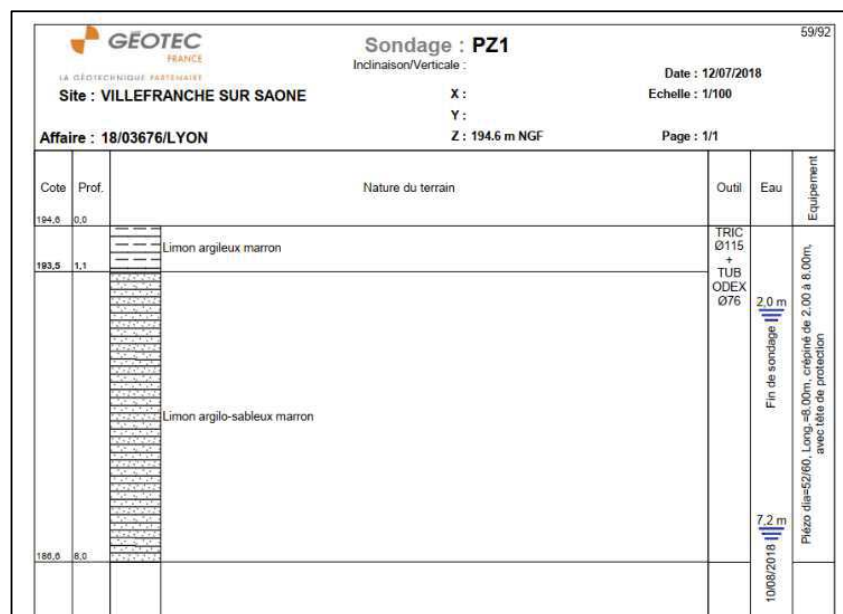 59/92
GÉOTEC
FRANCE
LA GÉOTECHNIQUE PARTENAIRE
Sondage : PZ1
Inclinaison/Verticale :
Date : 12/07/2018
Site : VILLEFRANCHE SUR SAONE
X :
Echelle : 1/100
Y :
Affaire : 18/03676/LYON
Z : 194.6 m NGF
Page : 1/1
Cote
Prof.
Nature du terrain
Outil
Eau
Equipement
194,6
0,0
Limon argileux marron
TRIC
Ø115
+
TUB
ODEX
Ø76
193,5
1,1
2,0 m
Fin de sondage
Piézo dia=52/60, Long.=8.00m, crépiné de 2.00 à 8.00m,
avec tête de protection
Limon argilo-sableux marron
7,2 m
10/08/2018
186,6
8,0